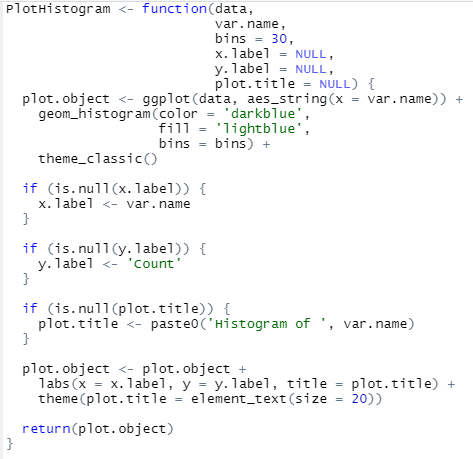 PlotHistogram <- function(data,
                          var.name,
                          bins = 30,
                          x.label = NULL,
                          y.label = NULL,
                          plot.title = NULL) {
  plot.object <- ggplot(data, aes_string(x = var.name)) +
    geom_histogram(color = 'darkblue',
                   fill = 'lightblue',
                   bins = bins) +
    theme_classic()

  if (is.null(x.label)) {
    x.label <- var.name
  }

  if (is.null(y.label)) {
    y.label <- 'Count'
  }

  if (is.null(plot.title)) {
    plot.title <- paste0('Histogram of ', var.name)
  }

  plot.object <- plot.object +
    labs(x = x.label, y = y.label, title = plot.title) +
    theme(plot.title = element_text(size = 20))

  return(plot.object)
}